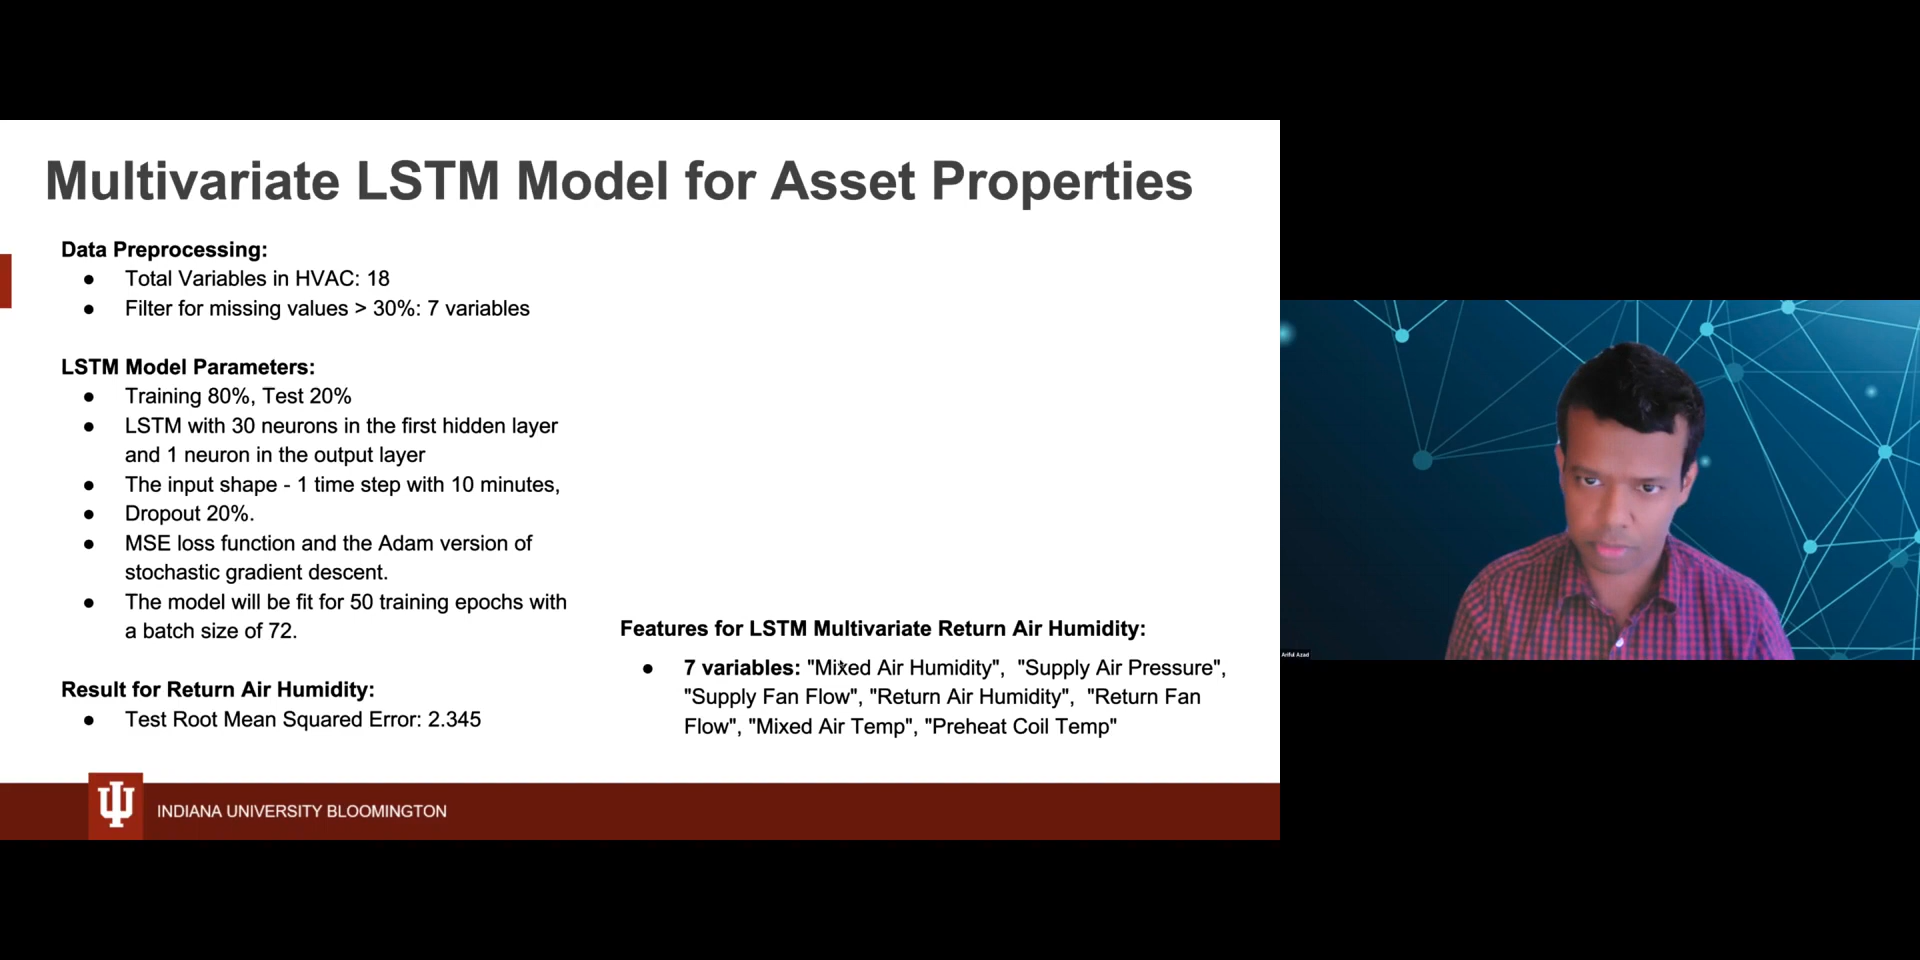 Multivariate LSTM Model for Asset Properties
Data Preprocessing:
● Total Variables in HVAC: 18
● Filter for missing values > 30%: 7 variables
LSTM Model Parameters:
● Training 80%, Test 20%
● LSTM with 30 neurons in the first hidden layer
and 1 neuron in the output layer
● The input shape - 1 time step with 10 minutes,
● Dropout 20%.
● MSE loss function and the Adam version of
stochastic gradient descent.
● The model will be fit for 50 training epochs with
a batch size of 72.
Result for Return Air Humidity:
● Test Root Mean Squared Error: 2.345
Features for LSTM Multivariate Return Air Humidity:
● 7 variables: "Mixed Air Humidity", "Supply Air Pressure",
"Supply Fan Flow", "Return Air Humidity", "Return Fan
Flow", "Mixed Air Temp", "Preheat Coil Temp"
INDIANA UNIVERSITY BLOOMINGTON
Ariful Azad